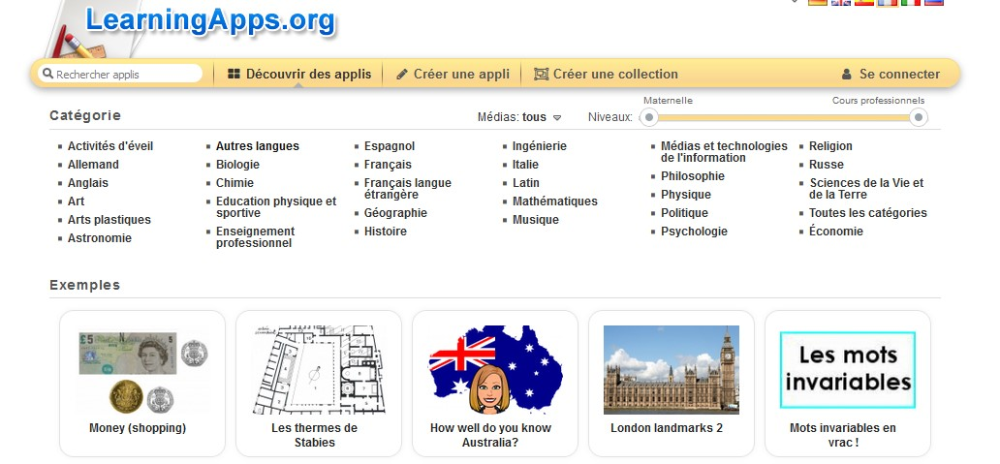 LearningApps.org
Rechercher applis
Découvrir des applis
Créer une appli
Créer une collection
Se connecter
Catégorie
Médias: tous
Niveaux:
Maternelle
Cours professionnels
Activités d'éveil
Allemand
Anglais
Art
Arts plastiques
Astronomie
Autres langues
Biologie
Chimie
Education physique et
sportive
Enseignement
professionnel
Espagnol
Français
Français langue
étrangère
Géographie
Histoire
Ingénierie
Italie
Latin
Mathématiques
Musique
Médias et technologies
de l'information
Philosophie
Physique
Politique
Psychologie
Religion
Russe
Sciences de la Vie et
de la Terre
Toutes les catégories
Économie
Exemples
£5
Money (shopping)
Les thermes de
Stabies
How well do you know
Australia?
London landmarks 2
Les mots
invariables
Mots invariables en
vrac !